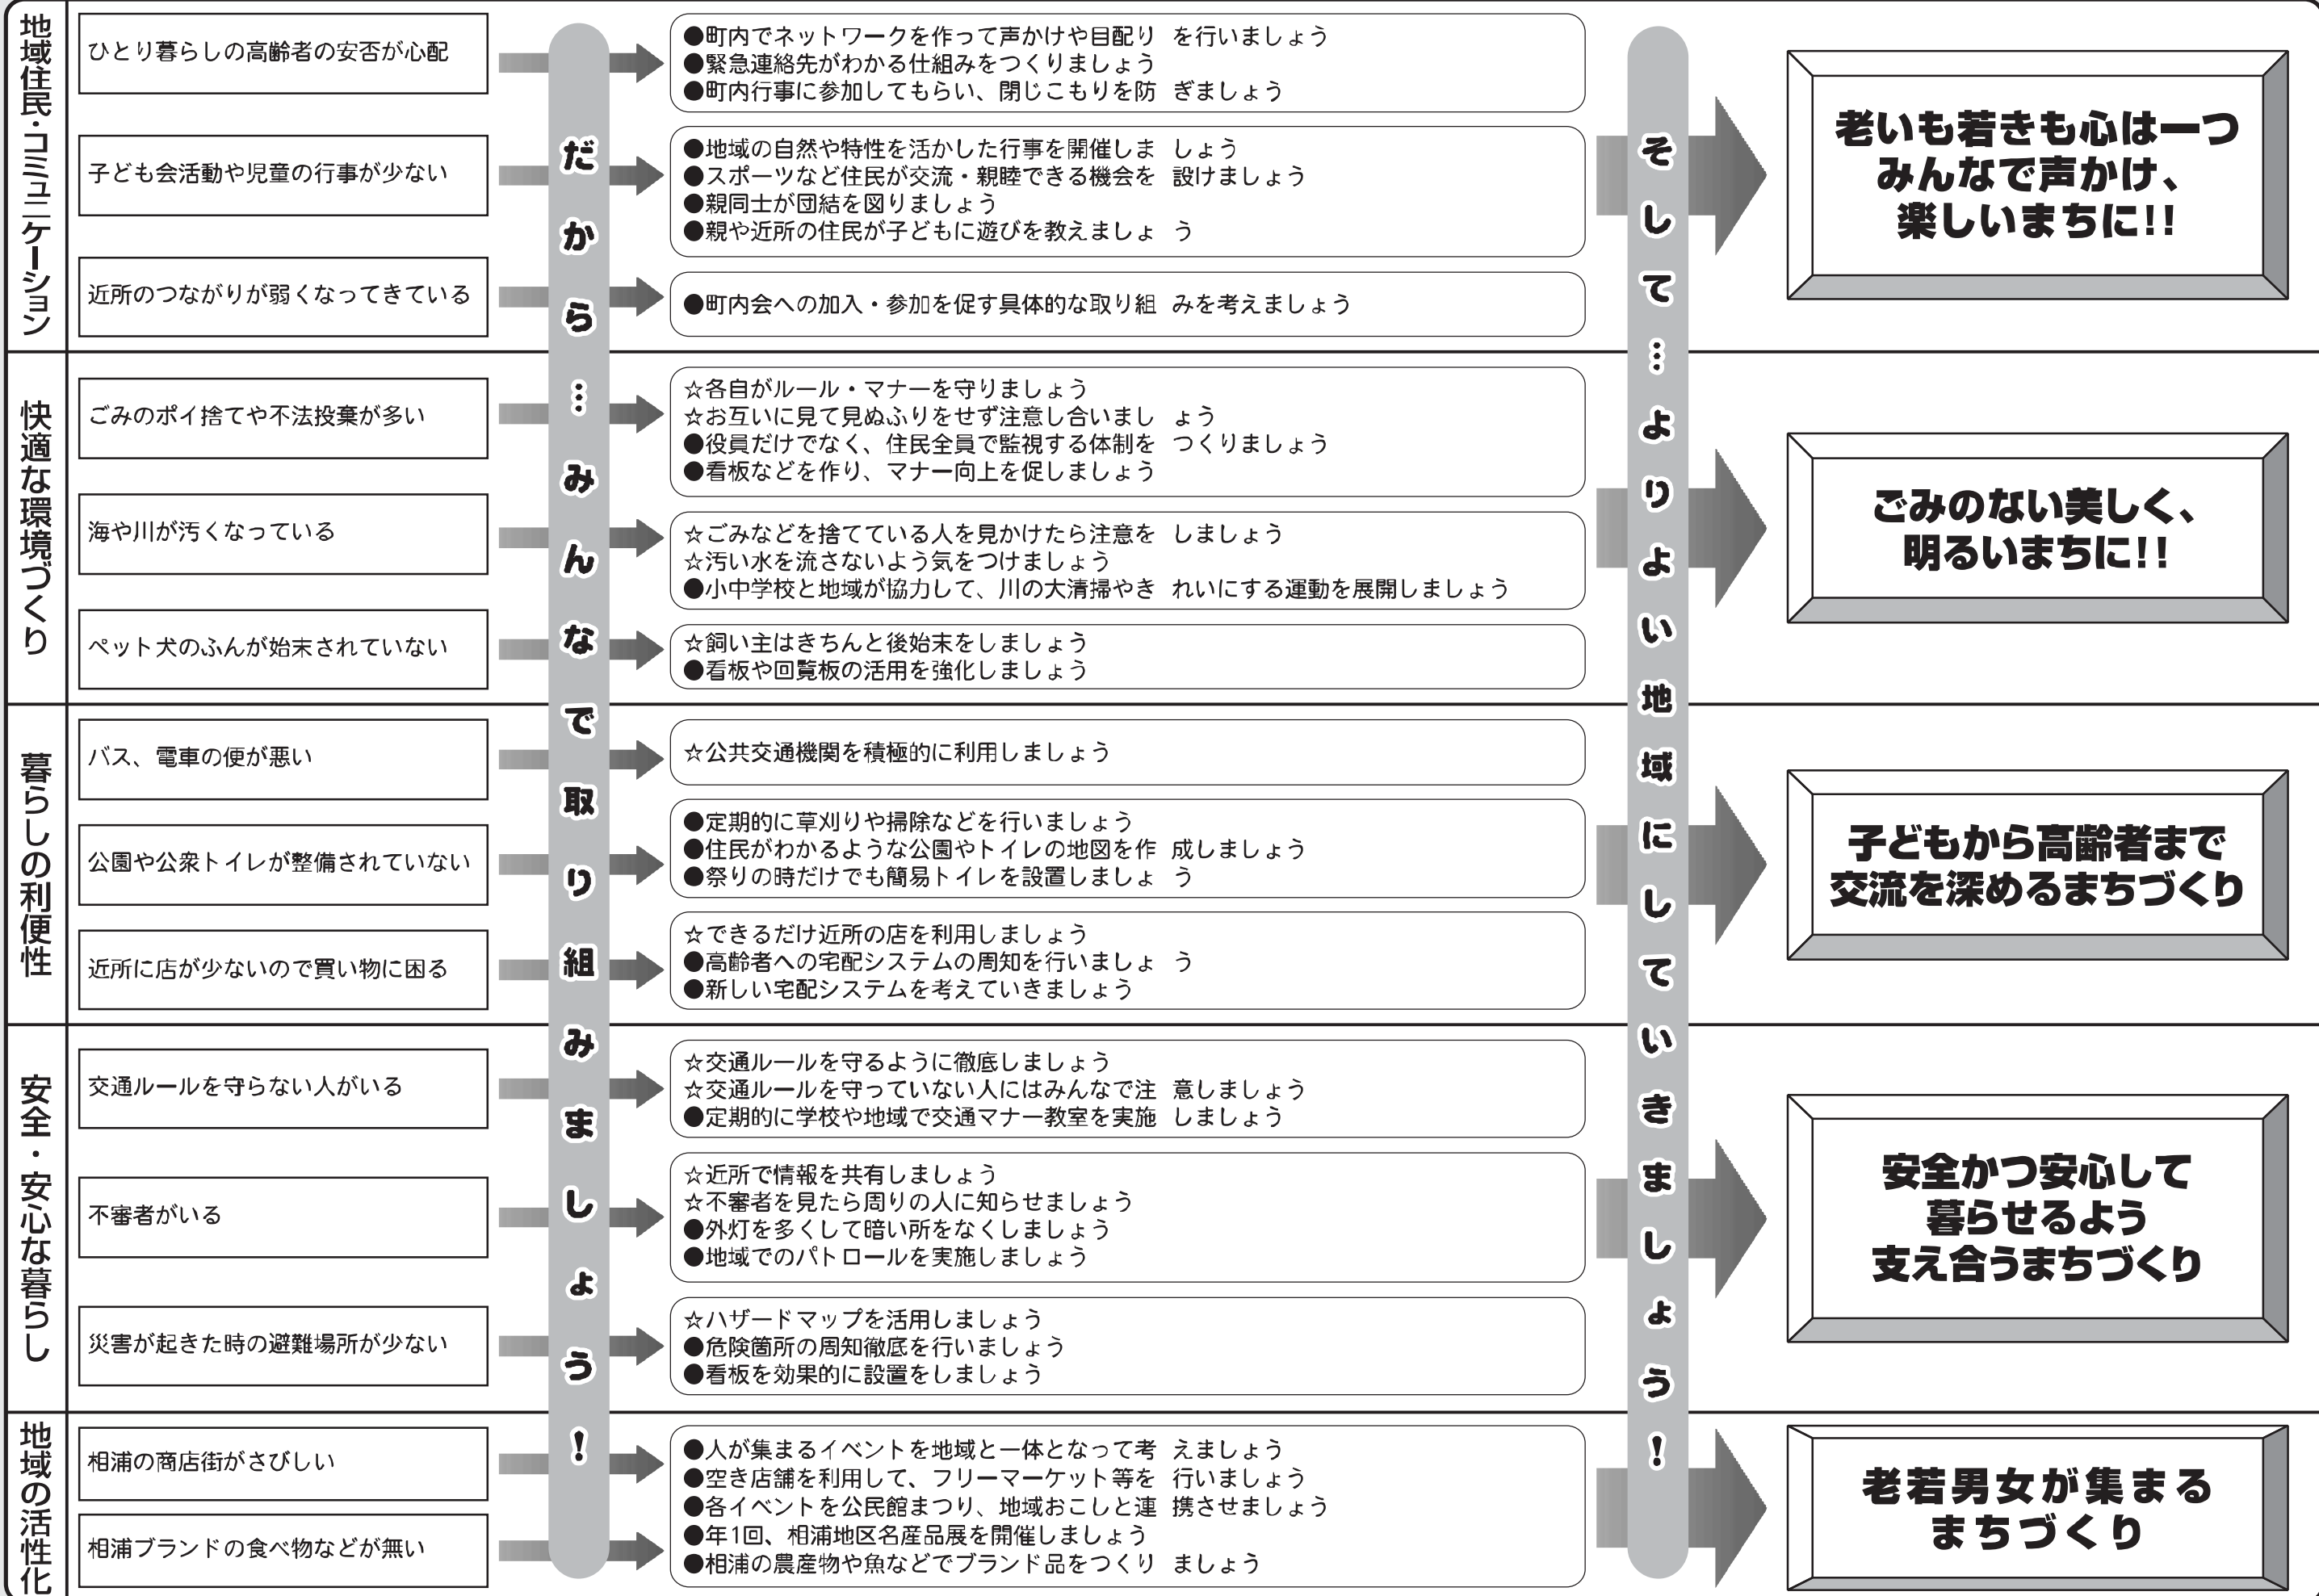 地域住民・コミュニケーション
ひとり暮らしの高齢者の安否が心配
●町内でネットワークを作って声かけや目配り を行いましょう
●緊急連絡先がわかる仕組みをつくりましょう
●町内行事に参加してもらい、閉じこもりを防 ぎましょう
子ども会活動や児童の行事が少ない
●地域の自然や特性を活かした行事を開催しま しょう
●スポーツなど住民が交流・親睦できる機会を 設けましょう
●親同士が団結を図りましょう
●親や近所の住民が子どもに遊びを教えましょ う
近所のつながりが弱くなってきている
●町内会への加入・参加を促す具体的な取り組 みを考えましょう
老いも若きも心は一つ
みんなで声かけ、
楽しいまちに!!
快適な環境づくり
ごみのポイ捨てや不法投棄が多い
☆各自がルール・マナーを守りましょう
☆お互いに見て見ぬふりをせず注意し合いまし ょう
●役員だけでなく、住民全員で監視する体制を つくりましょう
●看板などを作り、マナー向上を促しましょう
海や川が汚くなっている
☆ごみなどを捨てている人を見かけたら注意を しましょう
☆汚い水を流さないよう気をつけましょう
●小中学校と地域が協力して、川の大清掃やき れいにする運動を展開しましょう
ペット犬のふんが始末されていない
☆飼い主はきちんと後始末をしましょう
●看板や回覧板の活用を強化しましょう
ごみのない美しく、
明るいまちに!!
暮らしの利便性
バス、電車の便が悪い
☆公共交通機関を積極的に利用しましょう
公園や公衆トイレが整備されていない
●定期的に草刈りや掃除などを行いましょう
●住民がわかるような公園やトイレの地図を作 成しましょう
●祭りの時だけでも簡易トイレを設置しましょ う
近所に店が少ないので買い物に困る
☆できるだけ近所の店を利用しましょう
●高齢者への宅配システムの周知を行いましょ う
●新しい宅配システムを考えていきましょう
子どもから高齢者まで
交流を深めるまちづくり
安全・安心な暮らし
交通ルールを守らない人がいる
☆交通ルールを守るように徹底しましょう
☆交通ルールを守っていない人にはみんなで注 意しましょう
●定期的に学校や地域で交通マナー教室を実施 しましょう
不審者がいる
☆近所で情報を共有しましょう
☆不審者を見たら周りの人に知らせましょう
●外灯を多くして暗い所をなくしましょう
●地域でのパトロールを実施しましょう
災害が起きた時の避難場所が少ない
☆ハザードマップを活用しましょう
●危険箇所の周知徹底を行いましょう
●看板を効果的に設置をしましょう
安全かつ安心して
暮らせるよう
支え合うまちづくり
地域の活性化
相浦の商店街がさびしい
相浦ブランドの食べ物などが無い
●人が集まるイベントを地域と一体となって考 えましょう
●空き店舗を利用して、フリーマーケット等を 行いましょう
●各イベントを公民館まつり、地域おこしと連 携させましょう
●年1回、相浦地区名産品展を開催しましょう
●相浦の農産物や魚などでブランド品をつくり ましょう
老若男女が集まる
まちづくり
だから…みんなで取り組みましょう!
そして…よりよい地域にしていきましょう!